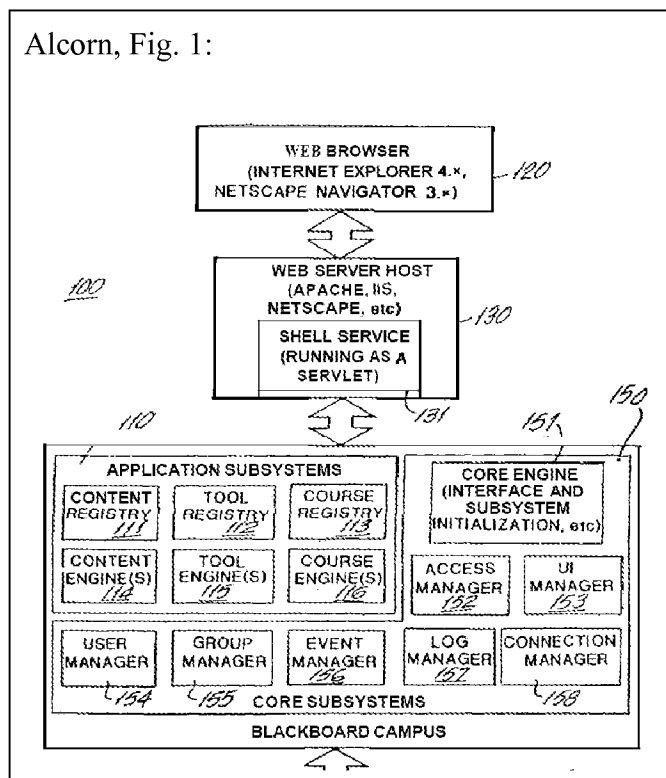 Alcorn, Fig. 1:
WEB BROWSER
(INTERNET EXPLORER 4.x,
NETSCAPE NAVIGATOR 3.x)
120
100
WEB SERVER HOST
(APACHE, IIS,
NETSCAPE, etc)
130
SHELL SERVICE
(RUNNING AS A
SERVLET)
131
110
151
150
APPLICATION SUBSYSTEMS
CONTENT REGISTRY 111
TOOL REGISTRY 112
COURSE REGISTRY 113
CORE ENGINE
(INTERFACE AND
SUBSYSTEM
INITIALIZATION, etc)
CONTENT ENGINE(S) 114
TOOL ENGINE(S) 115
COURSE ENGINE(S) 116
ACCESS MANAGER 152
UI MANAGER 153
USER MANAGER
GROUP MANAGER
EVENT MANAGER 156
LOG MANAGER 157
CONNECTION MANAGER
154
155
CORE SUBSYSTEMS
158
BLACKBOARD CAMPUS